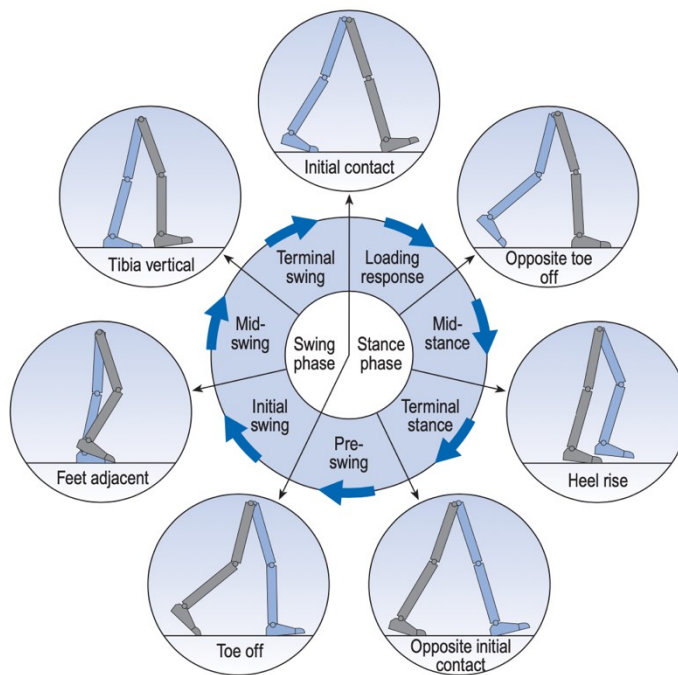 Initial contact
Opposite toe
off
Heel rise
Opposite initial
contact
Toe off
Feet adjacent
Tibia vertical
Loading
response
Mid-
stance
Terminal
stance
Pre-
swing
Initial
swing
Mid-
swing
Terminal
swing
Swing
phase
Stance
phase